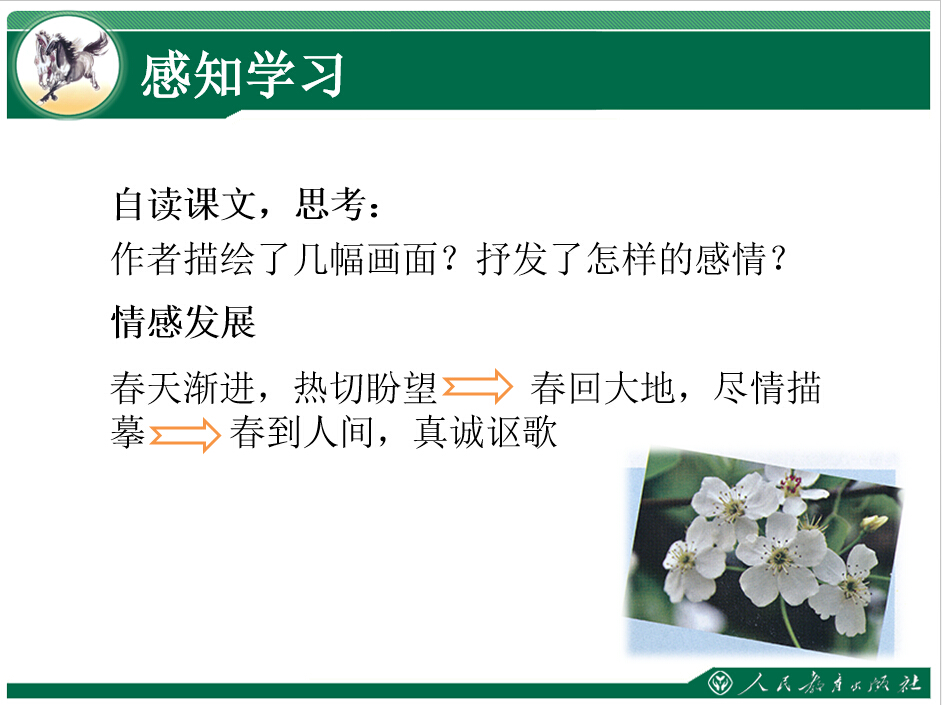 感知学习
自读课文，思考：
作者描绘了几幅画面？抒发了怎样的感情？
情感发展
春天渐进，热切盼望 春回大地，尽情描
摹 春到人间，真诚讴歌
人民教育出版社